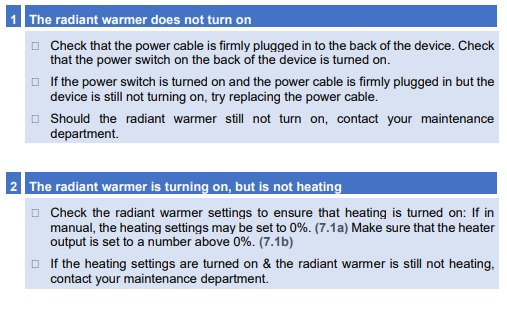 1 The radiant warmer does not turn on
☐ Check that the power cable is firmly plugged in to the back of the device. Check
that the power switch on the back of the device is turned on.
☐ If the power switch is turned on and the power cable is firmly plugged in but the
device is still not turning on, try replacing the power cable.
☐ Should the radiant warmer still not turn on, contact your maintenance
department.
2 The radiant warmer is turning on, but is not heating
☐ Check the radiant warmer settings to ensure that heating is turned on: If in
manual, the heating settings may be set to 0%. (7.1a) Make sure that the heater
output is set to a number above 0%. (7.1b)
☐ If the heating settings are turned on & the radiant warmer is still not heating,
contact your maintenance department.